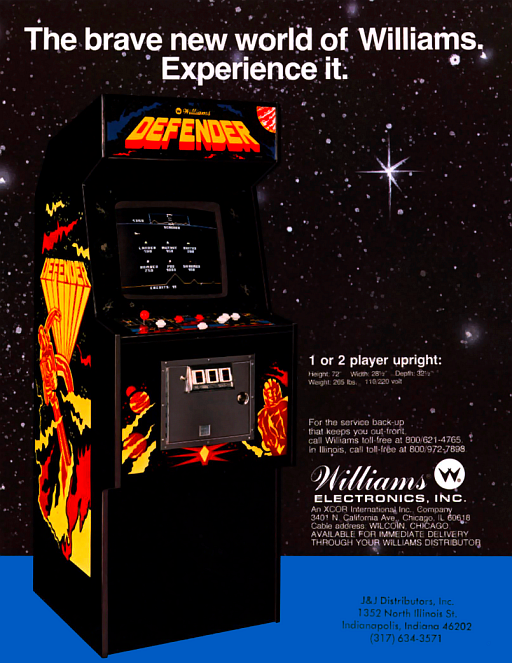 The brave new world of Williams.
Experience it.
Williams
DEFENDER
DEFENDER
1 or 2 player upright:
Height: 72" Width: 28½" Depth: 32½"
Weight: 265 lbs. 110/220 volt
For the service back-up
that keeps you out-front,
call Williams toll-free at 800/621-4765.
in Illinois, call toll-free at 800/972-7898.
Williams
ELECTRONICS, INC.
An XCOR International Inc. Company
3401 N. California Ave., Chicago, IL 60618
Cable address: WILCOIN, CHICAGO
AVAILABLE FOR IMMEDIATE DELIVERY
THROUGH YOUR WILLIAMS DISTRIBUTOR
J&J Distributors, Inc.
1352 North Illinois St.
Indianapolis, Indiana 46202
(317) 634-3571